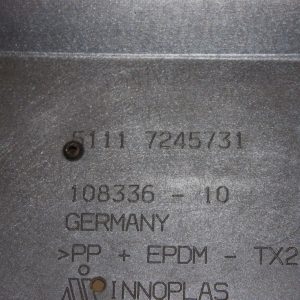 5111 7245731
108336 - 10
GERMANY
>PP + EPDM - TX2
INNOPLAS